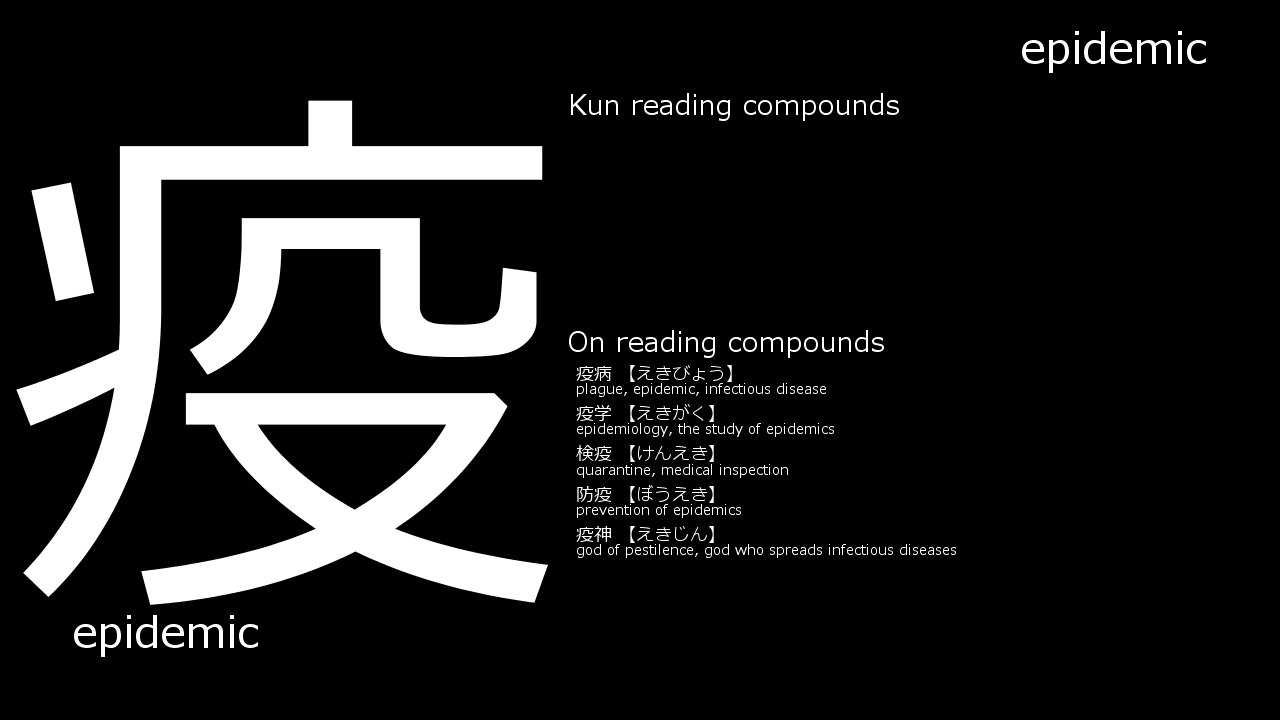 epidemic
疫
Kun reading compounds
On reading compounds
疫病 【えきびょう】
plague, epidemic, infectious disease
疫学 【えきがく】
epidemiology, the study of epidemics
検疫 【けんえき】
quarantine, medical inspection
防疫 【ぼうえき】
prevention of epidemics
疫神 【えきじん】
god of pestilence, god who spreads infectious diseases
epidemic